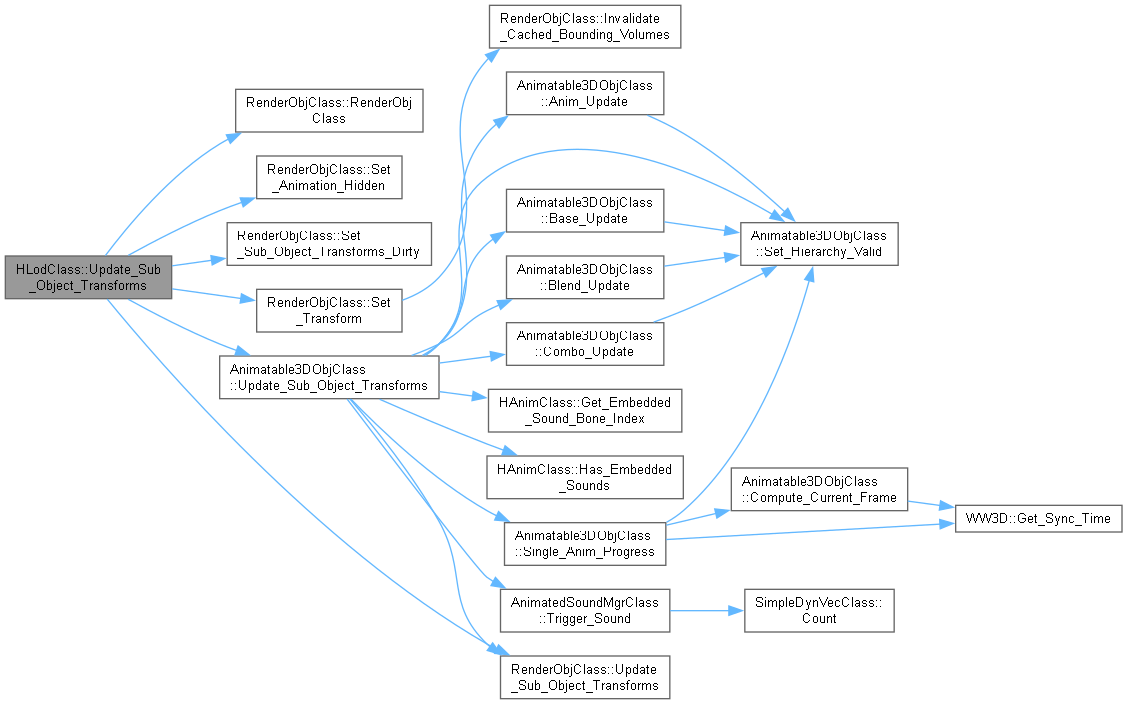 HLodClass::Update_Sub
_Object_Transforms
RenderObjClass::RenderObj
Class
RenderObjClass::Set
_Animation_Hidden
RenderObjClass::Set
_Sub_Object_Transforms_Dirty
RenderObjClass::Set
_Transform
Animatable3DObjClass
::Update_Sub_Object_Transforms
RenderObjClass::Invalidate
_Cached_Bounding_Volumes
Animatable3DObjClass
::Anim_Update
Animatable3DObjClass
::Base_Update
Animatable3DObjClass
::Blend_Update
Animatable3DObjClass
::Combo_Update
HAnimClass::Get_Embedded
_Sound_Bone_Index
HAnimClass::Has_Embedded
_Sounds
Animatable3DObjClass
::Single_Anim_Progress
AnimatedSoundMgrClass
::Trigger_Sound
RenderObjClass::Update
_Sub_Object_Transforms
Animatable3DObjClass
::Set_Hierarchy_Valid
Animatable3DObjClass
::Compute_Current_Frame
SimpleDynVecClass::
Count
WW3D::Get_Sync_Time